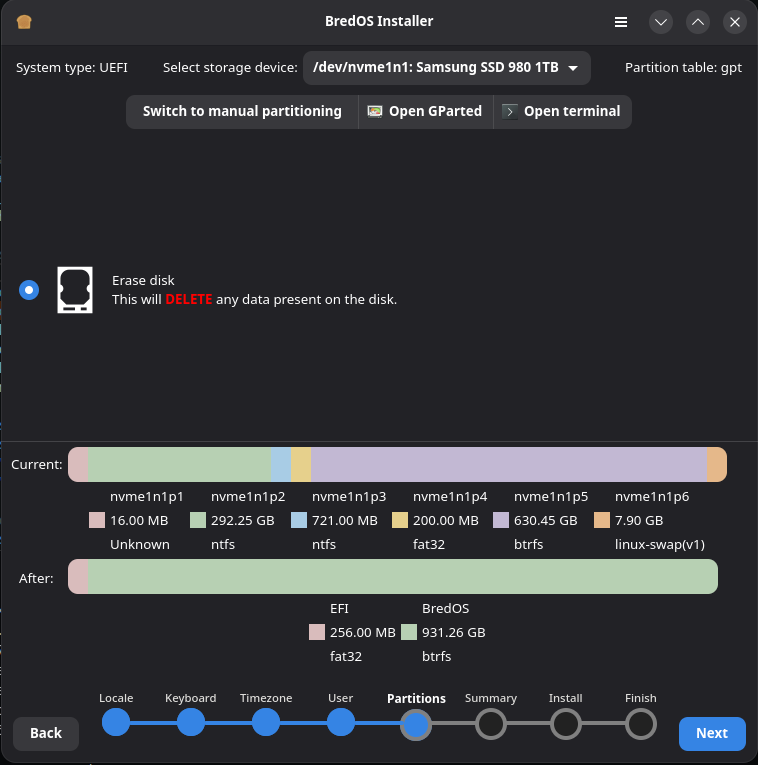 BredOS Installer
System type: UEFI
Select storage device:
/dev/nvme1n1: Samsung SSD 980 1TB
Partition table: gpt
Switch to manual partitioning
Open GParted
Open terminal
Erase disk
This will DELETE any data present on the disk.
Current:
nvme1n1p1 nvme1n1p2 nvme1n1p3 nvme1n1p4 nvme1n1p5 nvme1n1p6
16.00 MB 292.25 GB 721.00 MB 200.00 MB 630.45 GB 7.90 GB
Unknown ntfs ntfs fat32 btrfs linux-swap(v1)
After:
EFI BredOS
256.00 MB 931.26 GB
fat32 btrfs
Locale Keyboard Timezone User Partitions Summary Install Finish
Back
Next